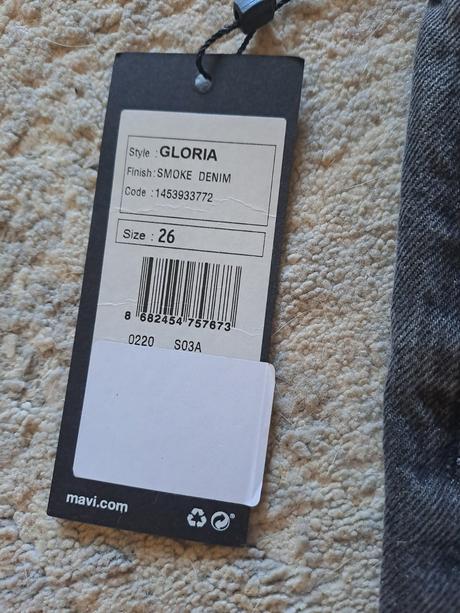 Style : GLORIA
Finish: SMOKE DENIM
Code : 1453933772
Size : 26
8 682454 757673
0220 S03A
mavi.com